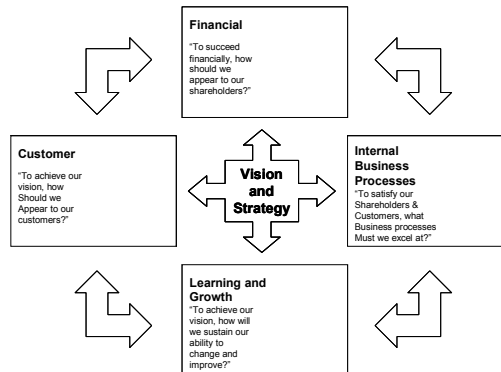 Financial
“To succeed
financially, how
should we
appear to our
shareholders?”
Customer
“To achieve our
vision, how
Should we
Appear to our
customers?”
Vision
and
Strategy
Internal
Business
Processes
“To satisfy our
Shareholders &
Customers, what
Business processes
Must we excel at?”
Learning and
Growth
“To achieve our
vision, how will
we sustain our
ability to
change and
improve?”